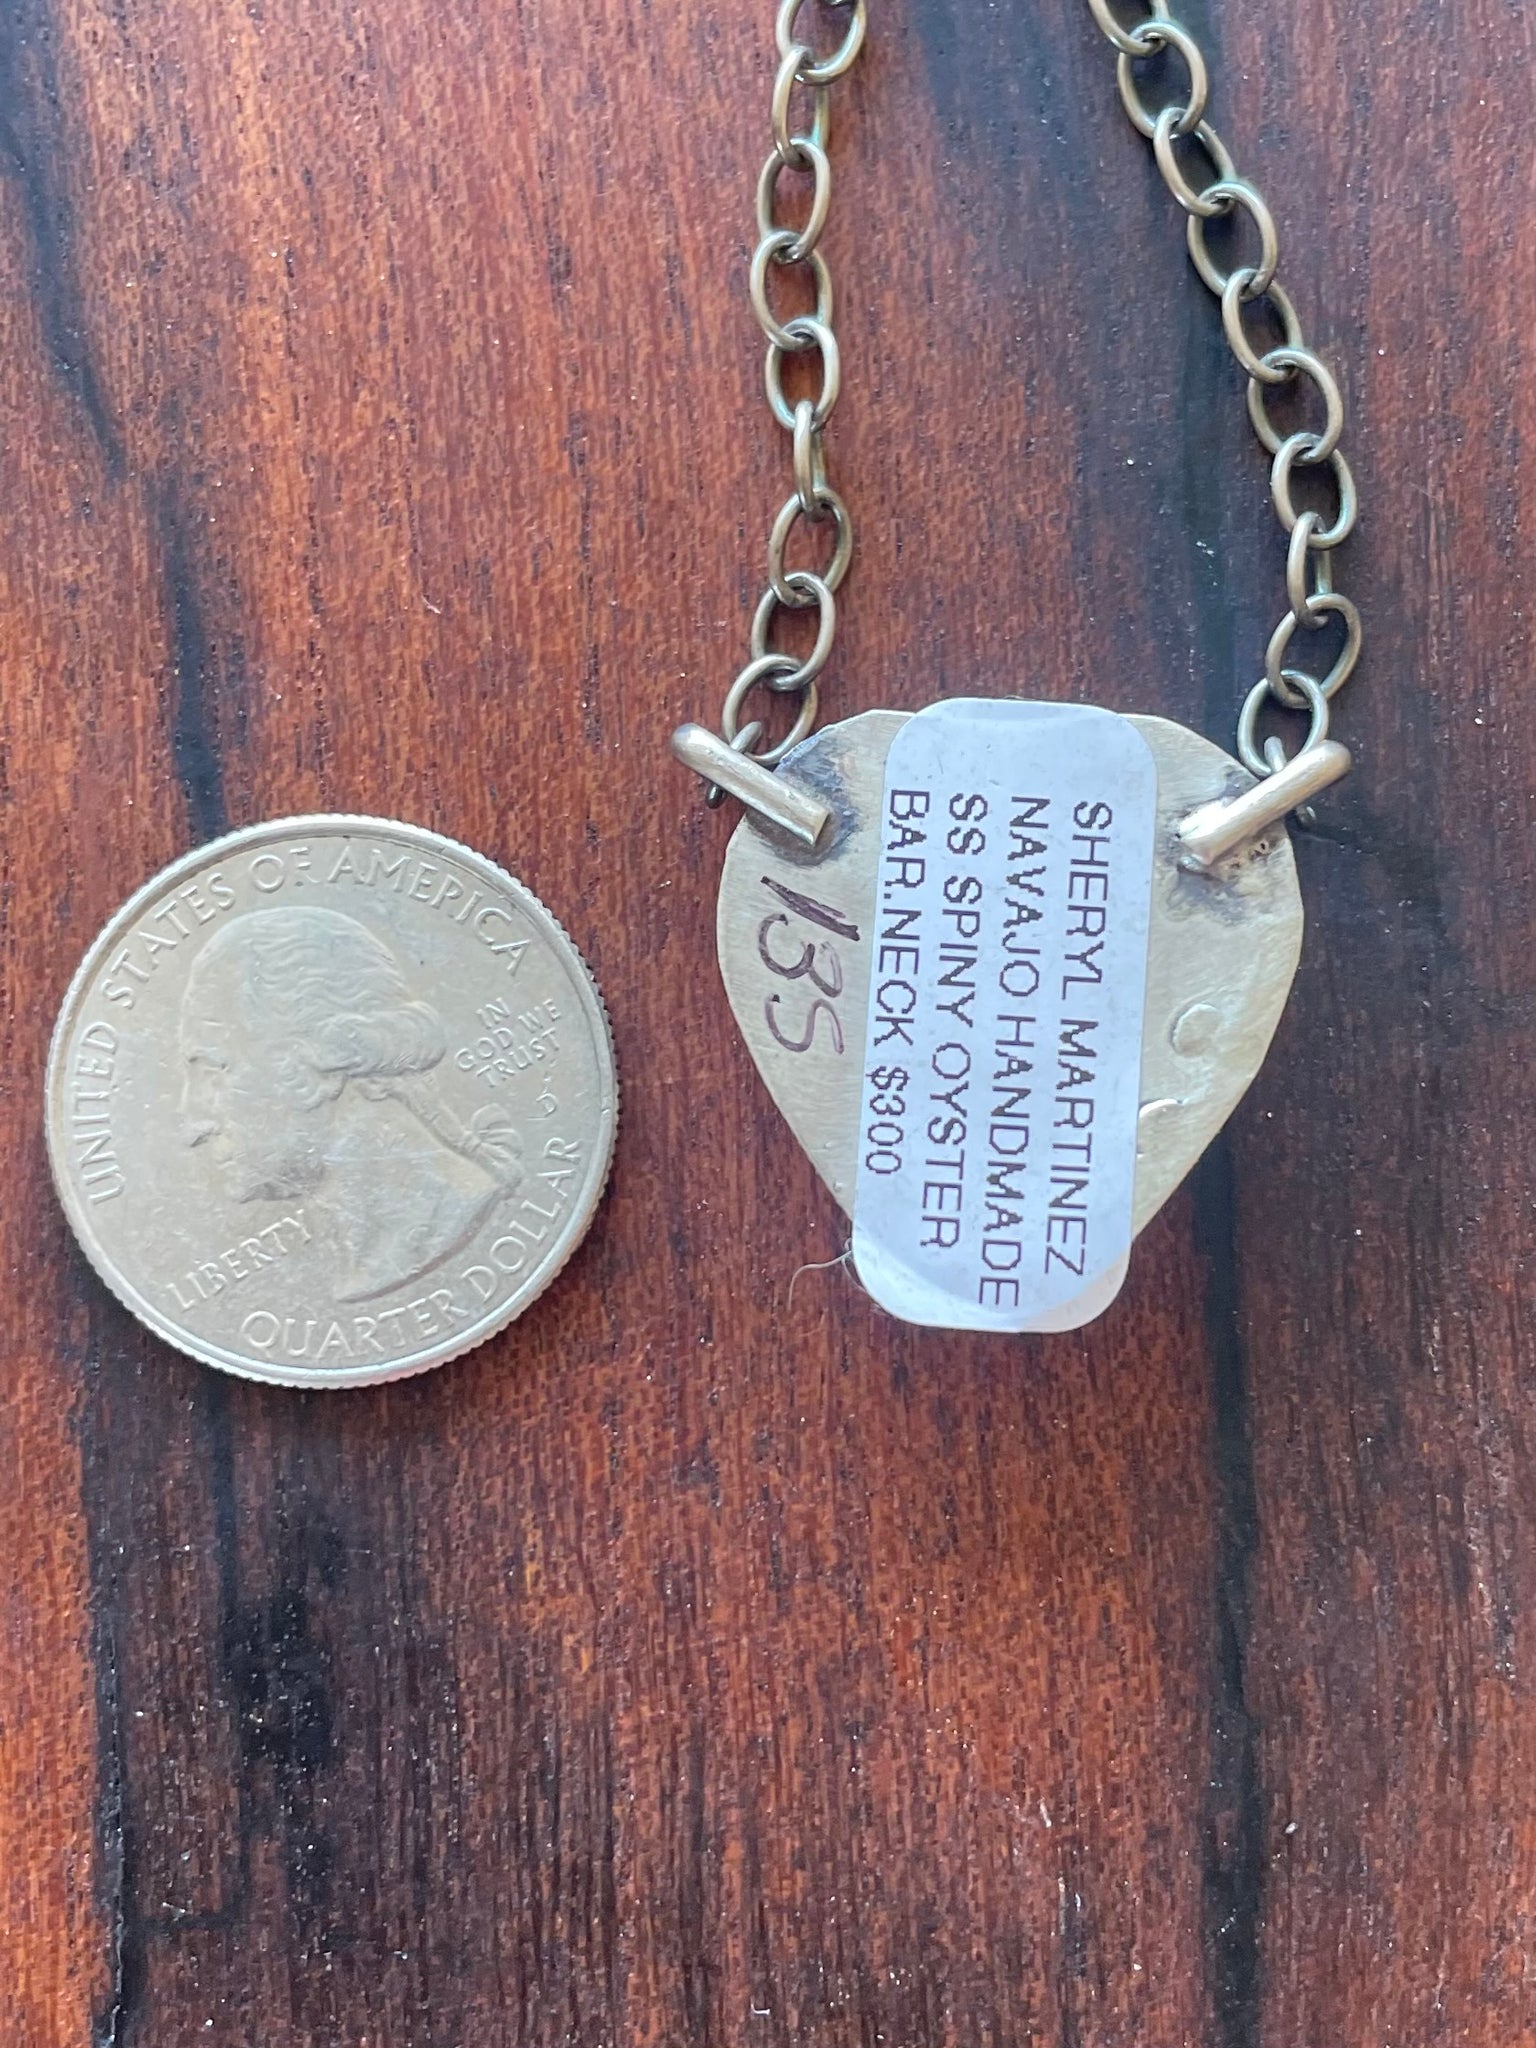 UNITED STATES OF AMERICA
IN
GOD WE
TRUST
LIBERTY
QUARTER DOLLAR
SHERYL MARTINEZ
NAVAJO HANDMADE
SS SPINY OYSTER
BAR.NECK $300
135